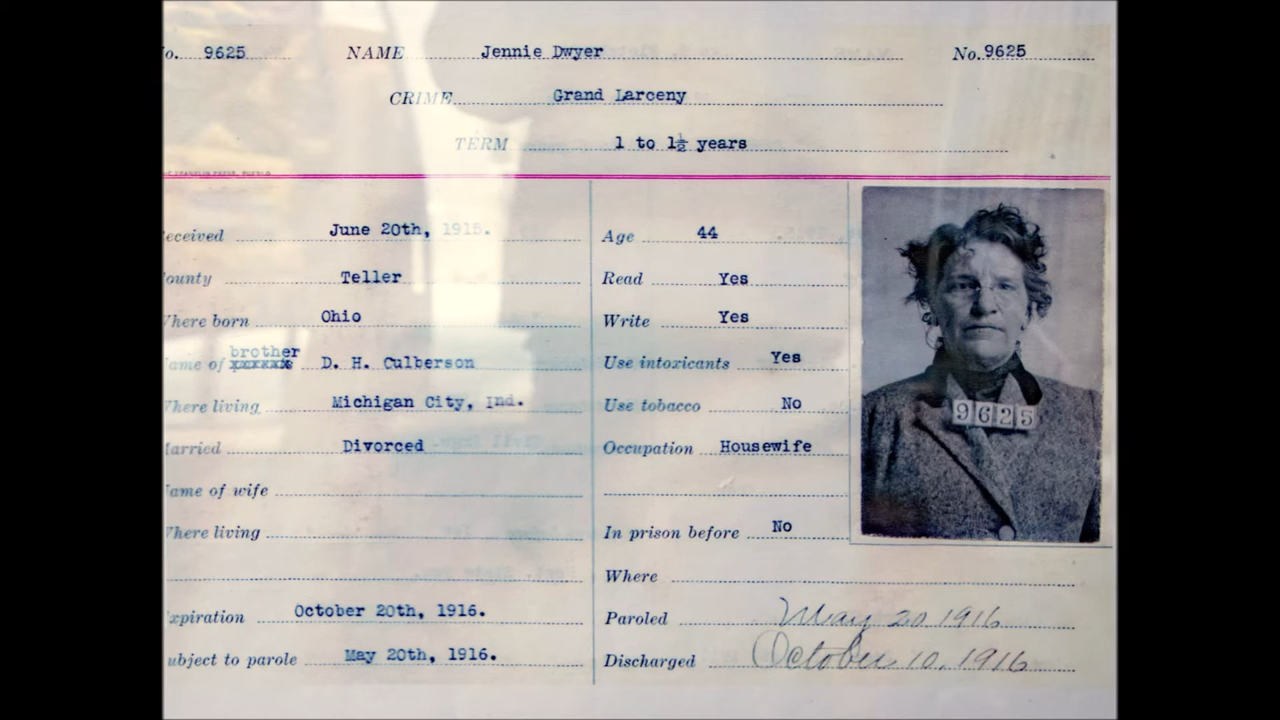 o. 9625 NAME Jennie Dwyer No. 9625
CRIME Grand Larceny
TERM 1 to 1½ years
FRANKLIN PRESS, PUEBLO
eceived June 20th, 1915. Age 44
ounty Teller Read Yes
here born Ohio Write Yes
brother
ame of xxxxxx D. H. Culberson Use intoxicants Yes
here living Michigan City, Ind. Use tobacco No
arried Divorced Occupation Housewife
ame of wife
here living In prison before No
Where
xpiration October 20th, 1916. Paroled May 20 1916
ubject to parole May 20th, 1916. Discharged October 10, 1916
9625